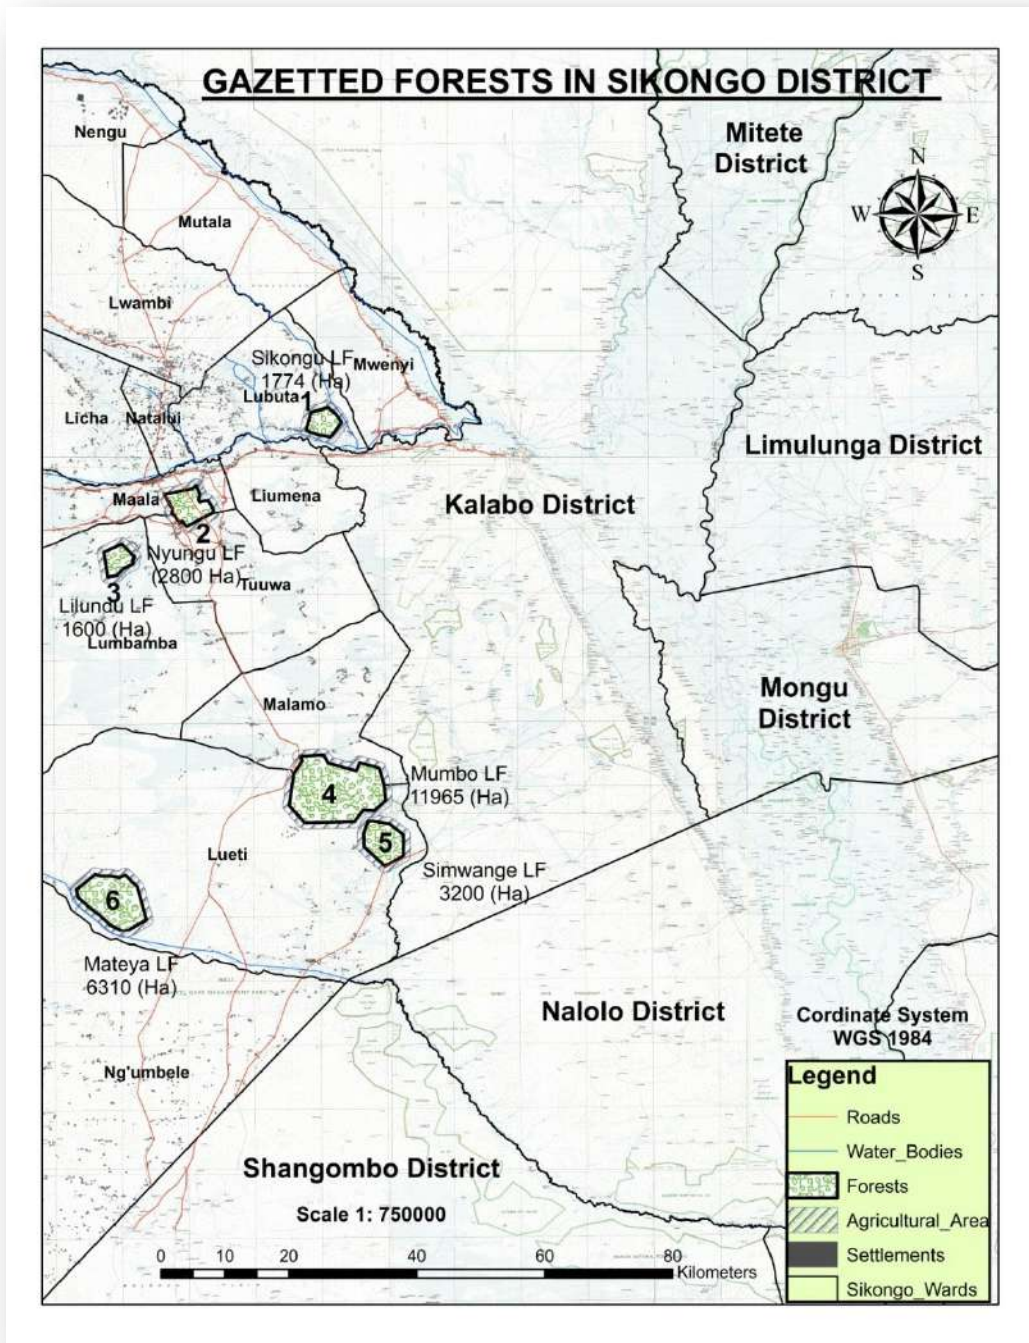 GAZETTED FORESTS IN SIKONGO DISTRICT
Nengu
Mitete
District
N
W
E
S
Mutala
Lwambi
Sikongu LF
1774 (Ha)
Mwenyi
Lubuta
1
Licha
Natalui
Limulunga District
Maala
Liumena
Kalabo District
2
Nyungu LF
(2800 Ha)
Tuuwa
3
Lilundu LF
1600 (Ha)
Lumbamba
Malamo
Mongu
District
4
Mumbo LF
11965 (Ha)
5
Lueti
Simwange LF
3200 (Ha)
6
Mateya LF
6310 (Ha)
Nalolo District
Cordinate System
WGS 1984
Ng'umbele
Shangombo District
Scale 1: 750000
0 10 20 40 60 80
Kilometers
Legend
Roads
Water_Bodies
Forests
Agricultural_Area
Settlements
Sikongo_Wards